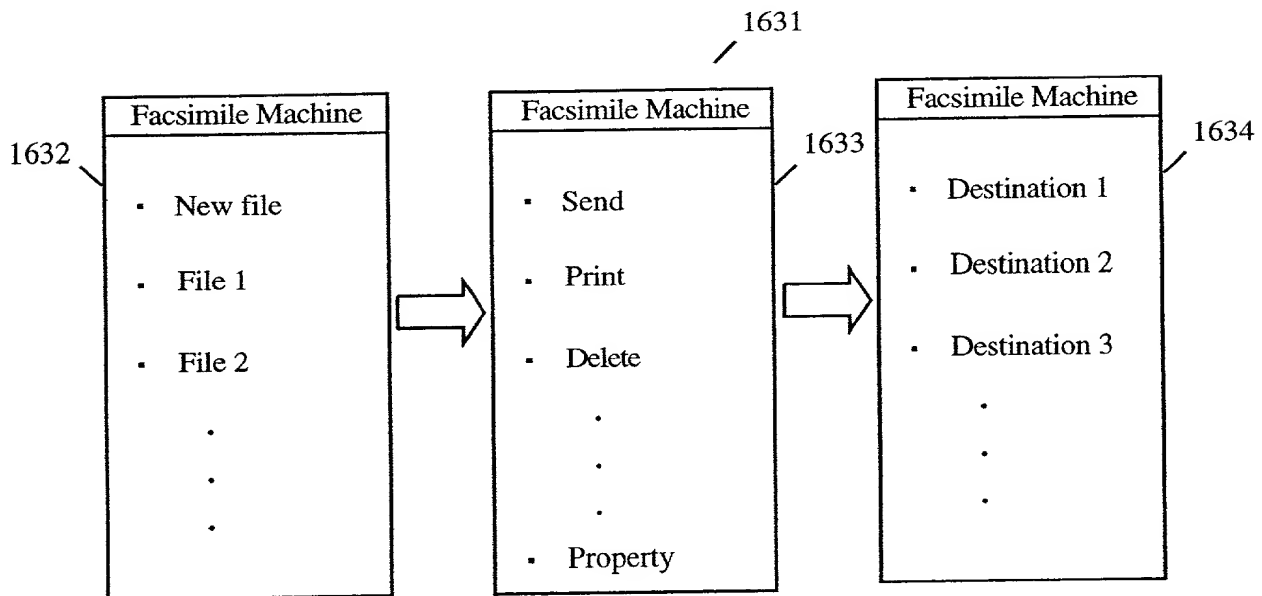 1631
Facsimile Machine
1632
▪ New file
▪ File 1
▪ File 2
.
.
.
Facsimile Machine
1633
▪ Send
▪ Print
▪ Delete
.
.
.
▪ Property
Facsimile Machine
1634
▪ Destination 1
▪ Destination 2
▪ Destination 3
.
.
.